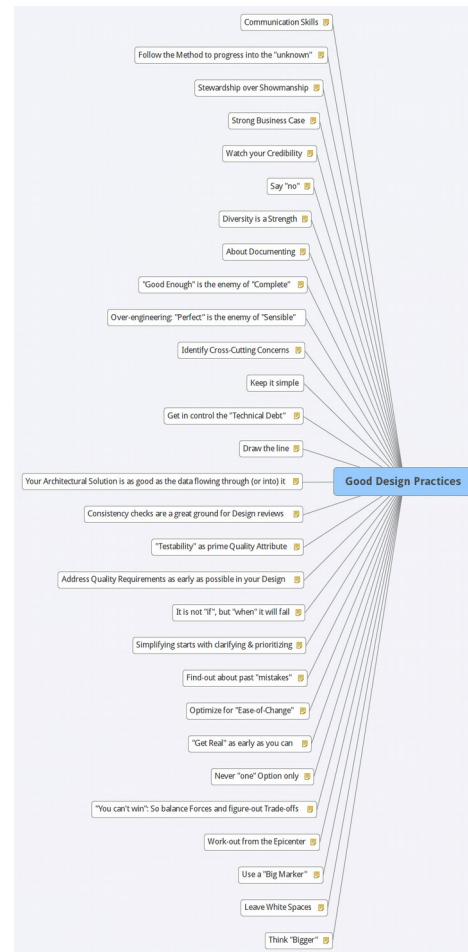 Communication Skills
Follow the Method to progress into the "unknown"
Stewardship over Showmanship
Strong Business Case
Watch your Credibility
Say "no"
Diversity is a Strength
About Documenting
"Good Enough" is the enemy of "Complete"
Over-engineering: "Perfect" is the enemy of "Sensible"
Identify Cross-Cutting Concerns
Keep it simple
Get in control the "Technical Debt"
Draw the line
Your Architectural Solution is as good as the data flowing through (or into) it
Good Design Practices
Consistency checks are a great ground for Design reviews
"Testability" as prime Quality Attribute
Address Quality Requirements as early as possible in your Design
It is not "if", but "when" it will fail
Simplifying starts with clarifying & prioritizing
Find-out about past "mistakes"
Optimize for "Ease-of-Change"
"Get Real" as early as you can
Never "one" Option only
"You can't win": So balance Forces and figure-out Trade-offs
Work-out from the Epicenter
Use a "Big Marker"
Leave White Spaces
Think "Bigger"